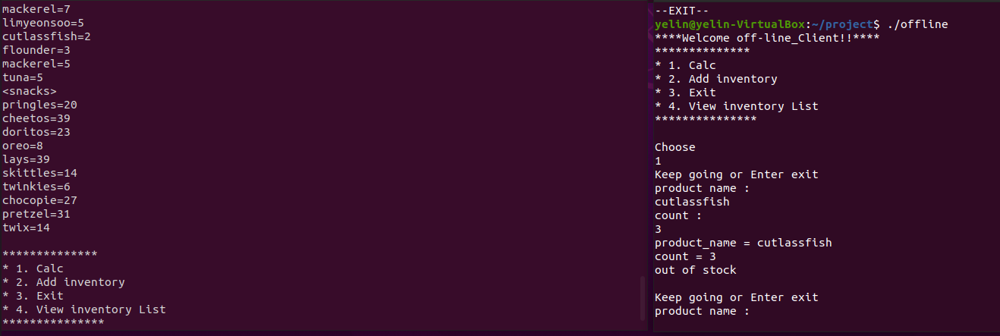 mackerel=7
limyeonsoo=5
cutlassfish=2
flounder=3
mackerel=5
tuna=5
<snacks>
pringles=20
cheetos=39
doritos=23
oreo=8
lays=39
skittles=14
twinkies=6
chocopie=27
pretzel=31
twix=14

**************
* 1. Calc
* 2. Add inventory
* 3. Exit
* 4. View inventory List
***************

--EXIT--
yelin@yelin-VirtualBox:~/project$ ./offline
****Welcome off-line_Client!!****
**************
* 1. Calc
* 2. Add inventory
* 3. Exit
* 4. View inventory List
***************

Choose
1
Keep going or Enter exit
product name :
cutlassfish
count :
3
product_name = cutlassfish
count = 3
out of stock

Keep going or Enter exit
product name :